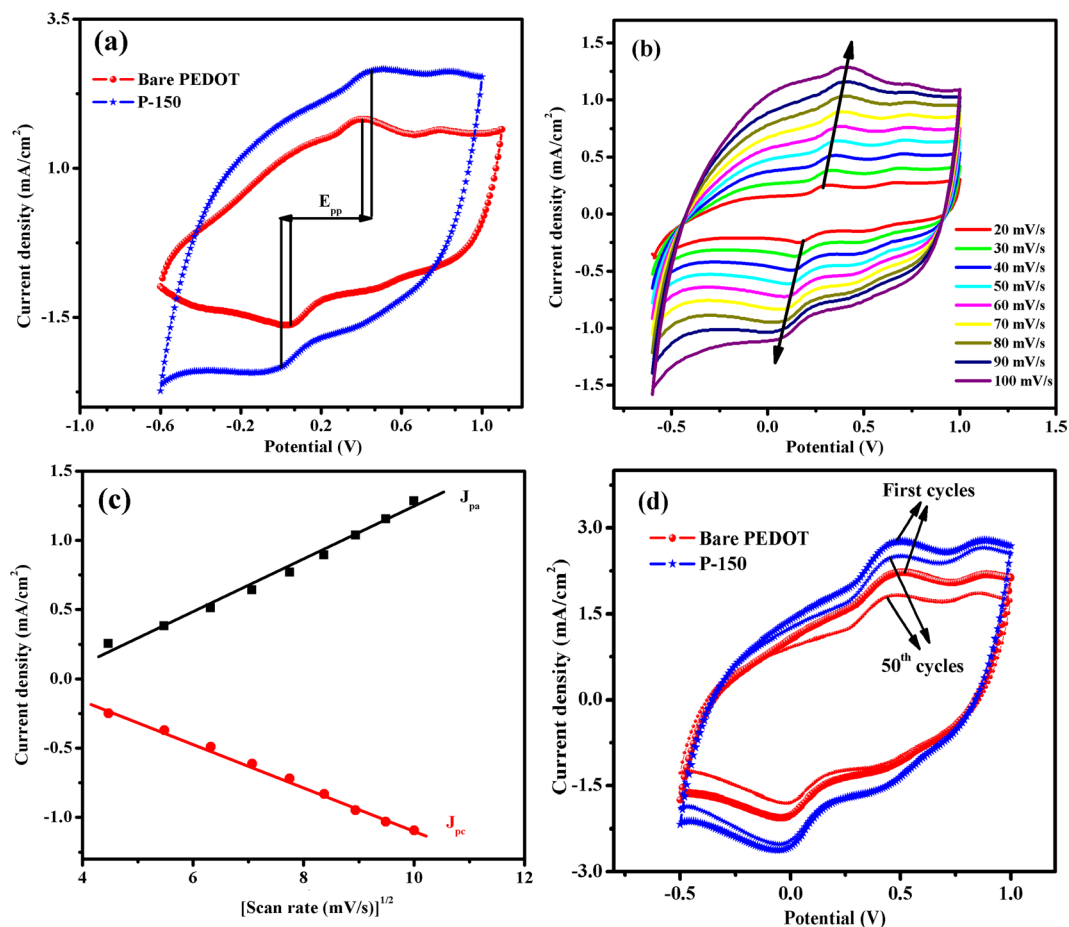 (a)
Bare PEDOT
P-150
E_pp
3.5
1.0
-1.5
-1.0
-0.6
-0.2
0.2
0.6
1.0
Current density (mA/cm²)
Potential (V)
(b)
1.5
1.0
0.5
0.0
-0.5
-1.0
-1.5
20 mV/s
30 mV/s
40 mV/s
50 mV/s
60 mV/s
70 mV/s
80 mV/s
90 mV/s
100 mV/s
-0.5
0.0
0.5
1.0
1.5
Current density (mA/cm²)
Potential (V)
(c)
J_pa
J_pc
1.5
1.0
0.5
0.0
-0.5
-1.0
4
6
8
10
12
Current density (mA/cm²)
[Scan rate (mV/s)]^1/2
(d)
First cycles
Bare PEDOT
P-150
50th cycles
3.0
1.5
0.0
-1.5
-3.0
-0.5
0.0
0.5
1.0
Current density (mA/cm²)
Potential (V)